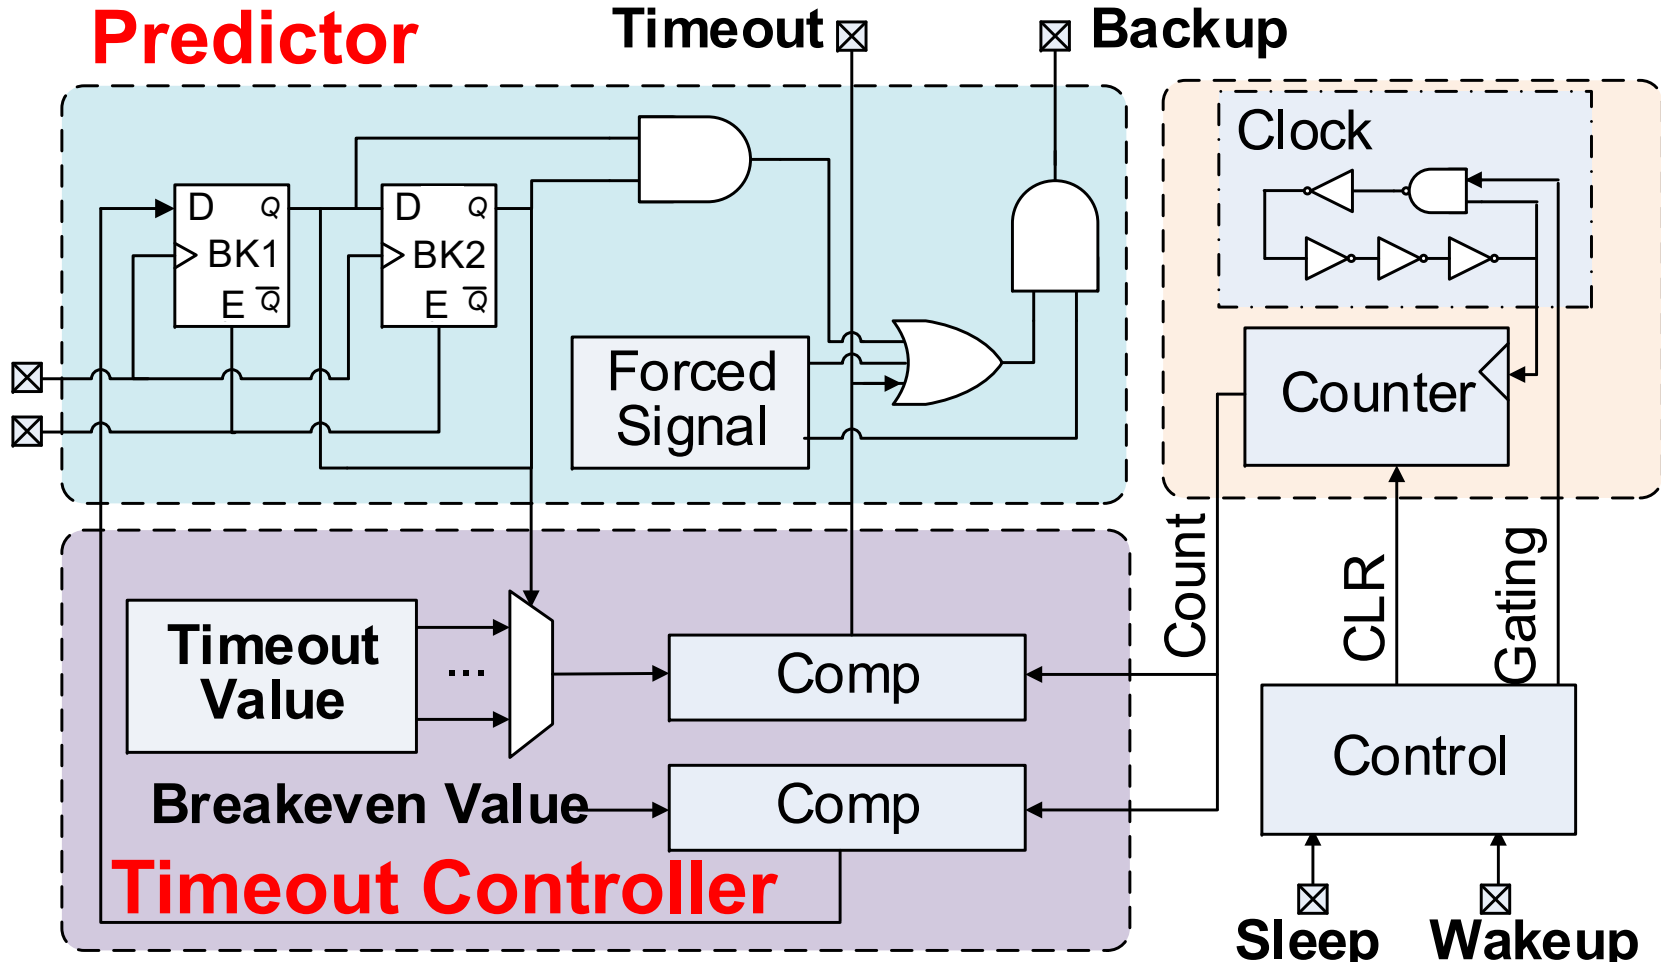 Predictor
Timeout
Backup
Clock
D Q
BK1
E Q̅
D Q
BK2
E Q̅
Forced
Signal
Counter
Count
CLR
Gating
Timeout
Value
...
Comp
Breakeven Value
Comp
Control
Timeout Controller
Sleep
Wakeup